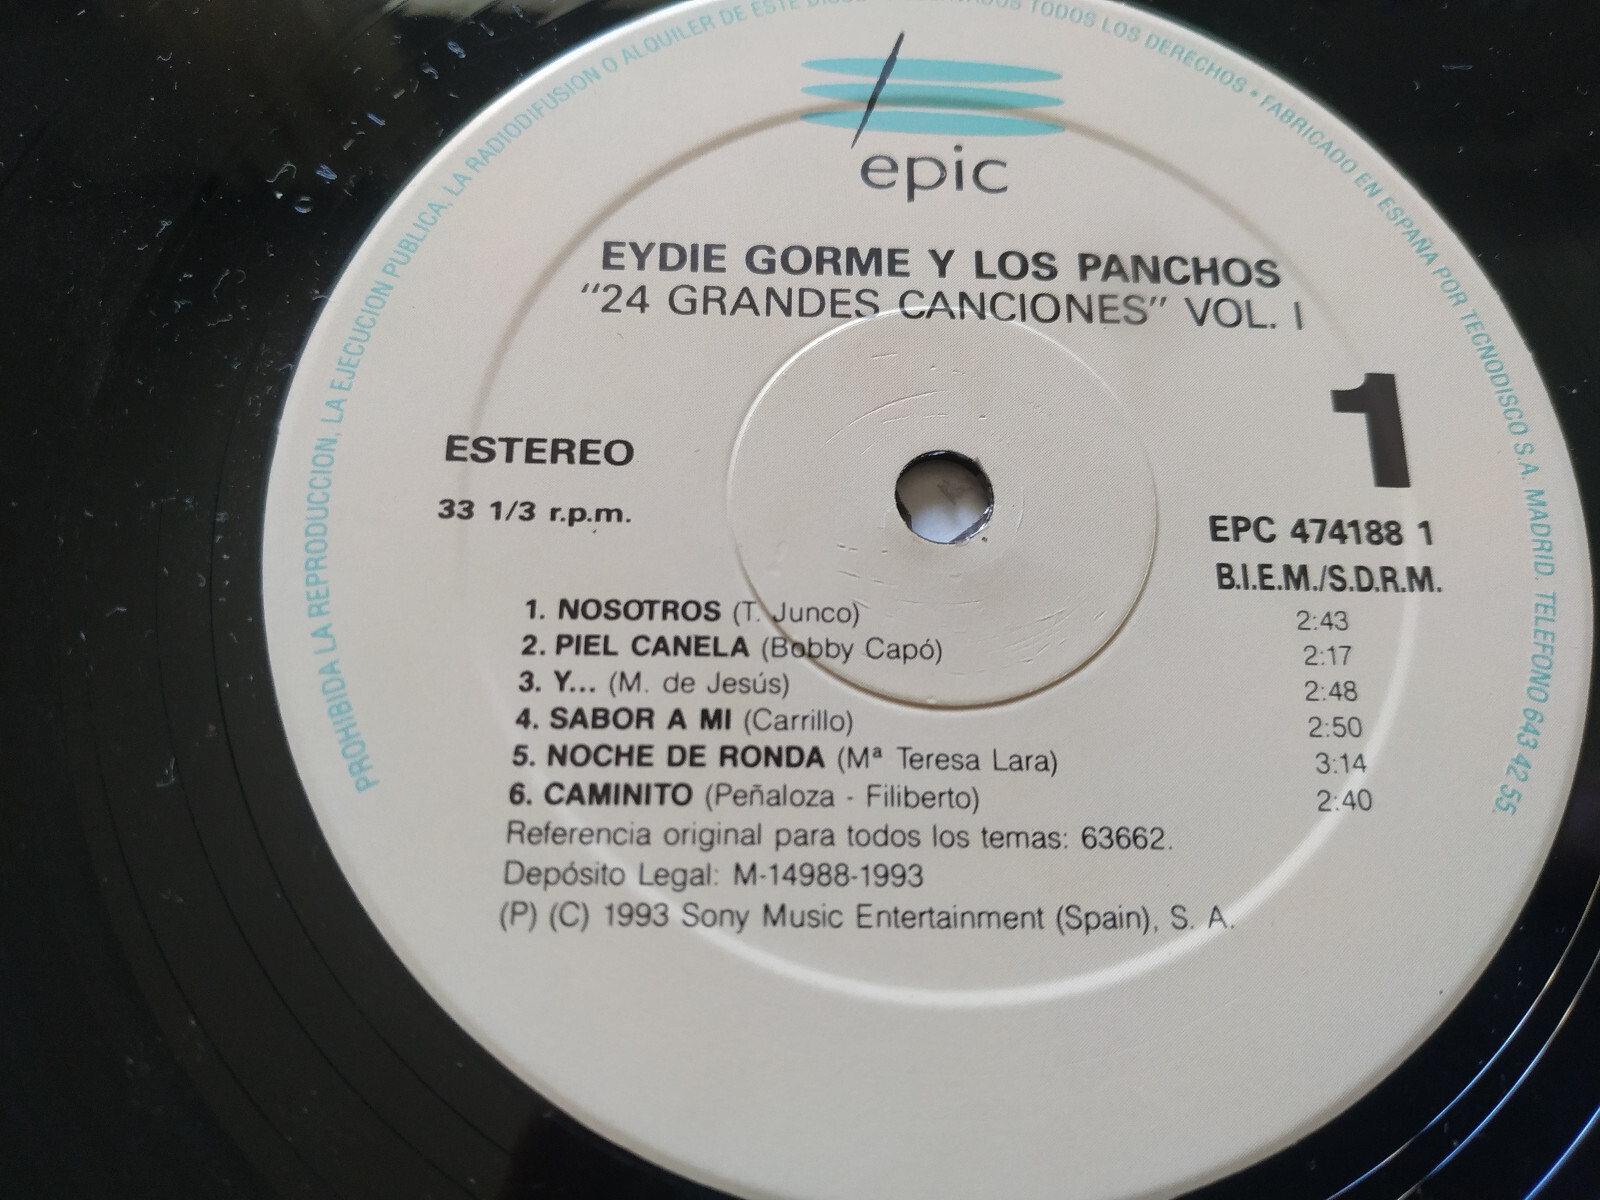 PROHIBIDA LA REPRODUCCION, LA EJECUCION PUBLICA, LA RADIODIFUSION O ALQUILER DE ESTE TODOS LOS DERECHOS • FABRICADO EN ESPAÑA POR TECNODISCO S.A. MADRID. TELEFONO 643 42 55.
epic
EYDIE GORME Y LOS PANCHOS
"24 GRANDES CANCIONES" VOL. I
1
ESTEREO
33 1/3 r.p.m.
EPC 474188 1
B.I.E.M./S.D.R.M.
1. NOSOTROS (T. Junco) 2:43
2. PIEL CANELA (Bobby Capó) 2:17
3. Y... (M. de Jesús) 2:48
4. SABOR A MI (Carrillo) 2:50
5. NOCHE DE RONDA (Mª Teresa Lara) 3:14
6. CAMINITO (Peñaloza - Filiberto) 2:40
Referencia original para todos los temas: 63662.
Depósito Legal: M-14988-1993
(P) (C) 1993 Sony Music Entertainment (Spain), S. A.